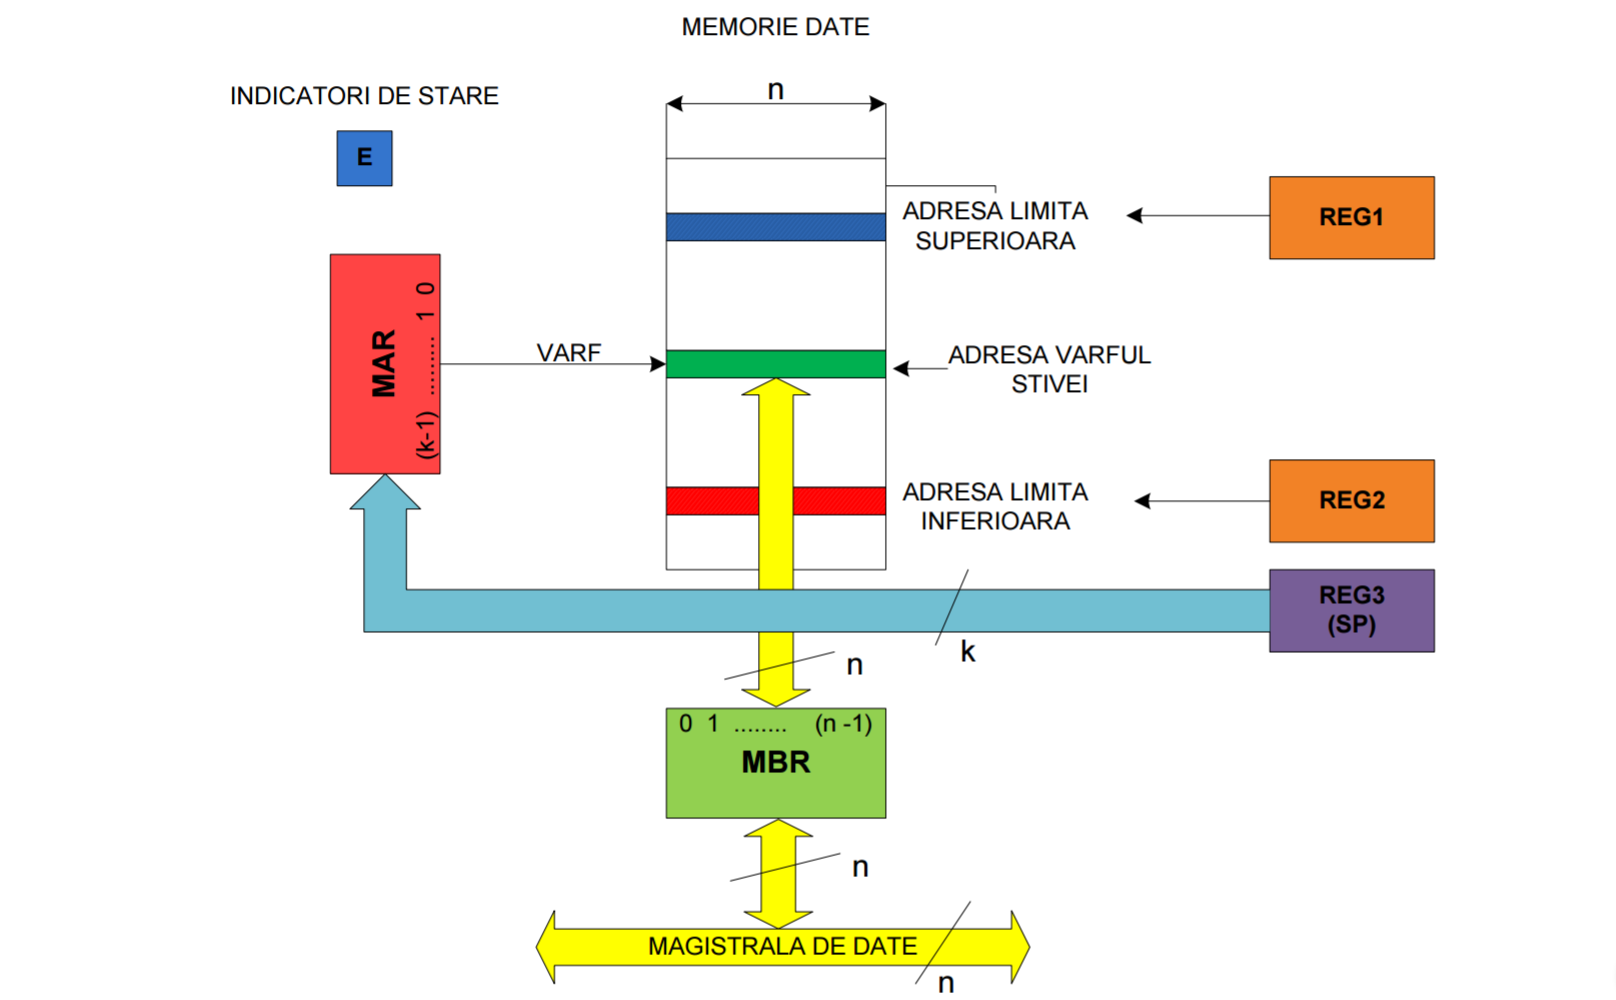 MEMORIE DATE
n
INDICATORI DE STARE
E
ADRESA LIMITA
SUPERIOARA
REG1
MAR
(k-1) ......... 1 0
VARF
ADRESA VARFUL
STIVEI
ADRESA LIMITA
INFERIOARA
REG2
REG3
(SP)
k
n
0 1 ........ (n -1)
MBR
n
MAGISTRALA DE DATE
n